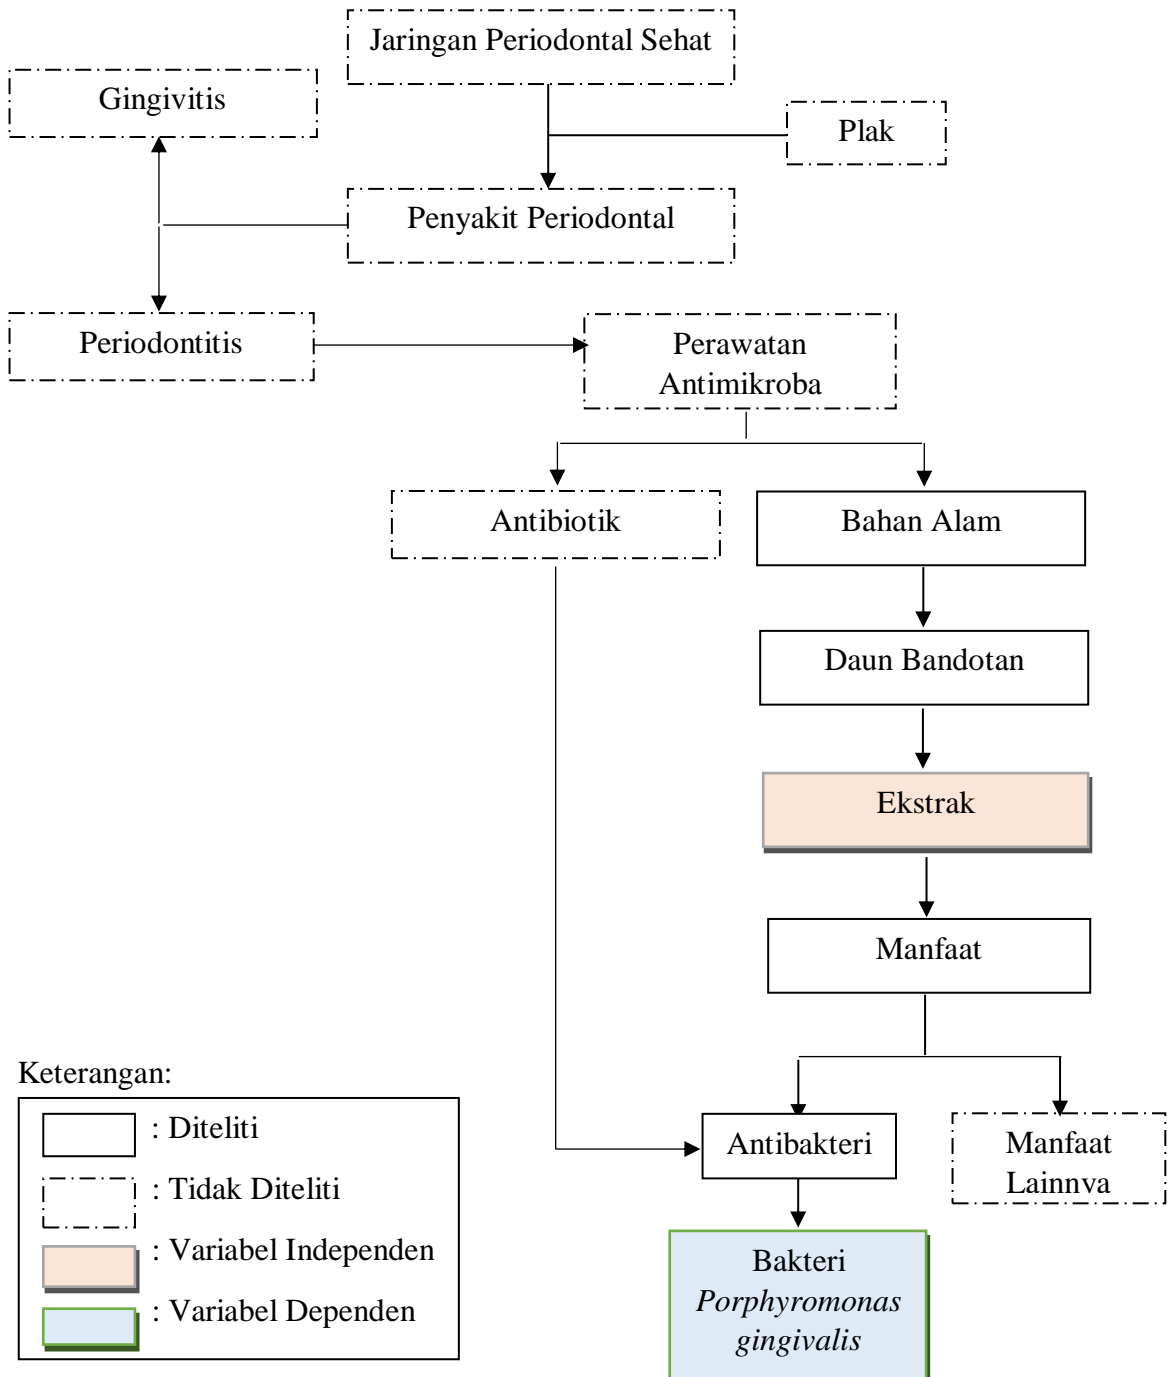 Jaringan Periodontal Sehat
Gingivitis
Plak
Penyakit Periodontal
Periodontitis
Perawatan
Antimikroba
Antibiotik
Bahan Alam
Daun Bandotan
Ekstrak
Manfaat
Antibakteri
Manfaat
Lainnva
Bakteri
Porphyromonas
gingivalis
Keterangan:
: Diteliti
: Tidak Diteliti
: Variabel Independen
: Variabel Dependen